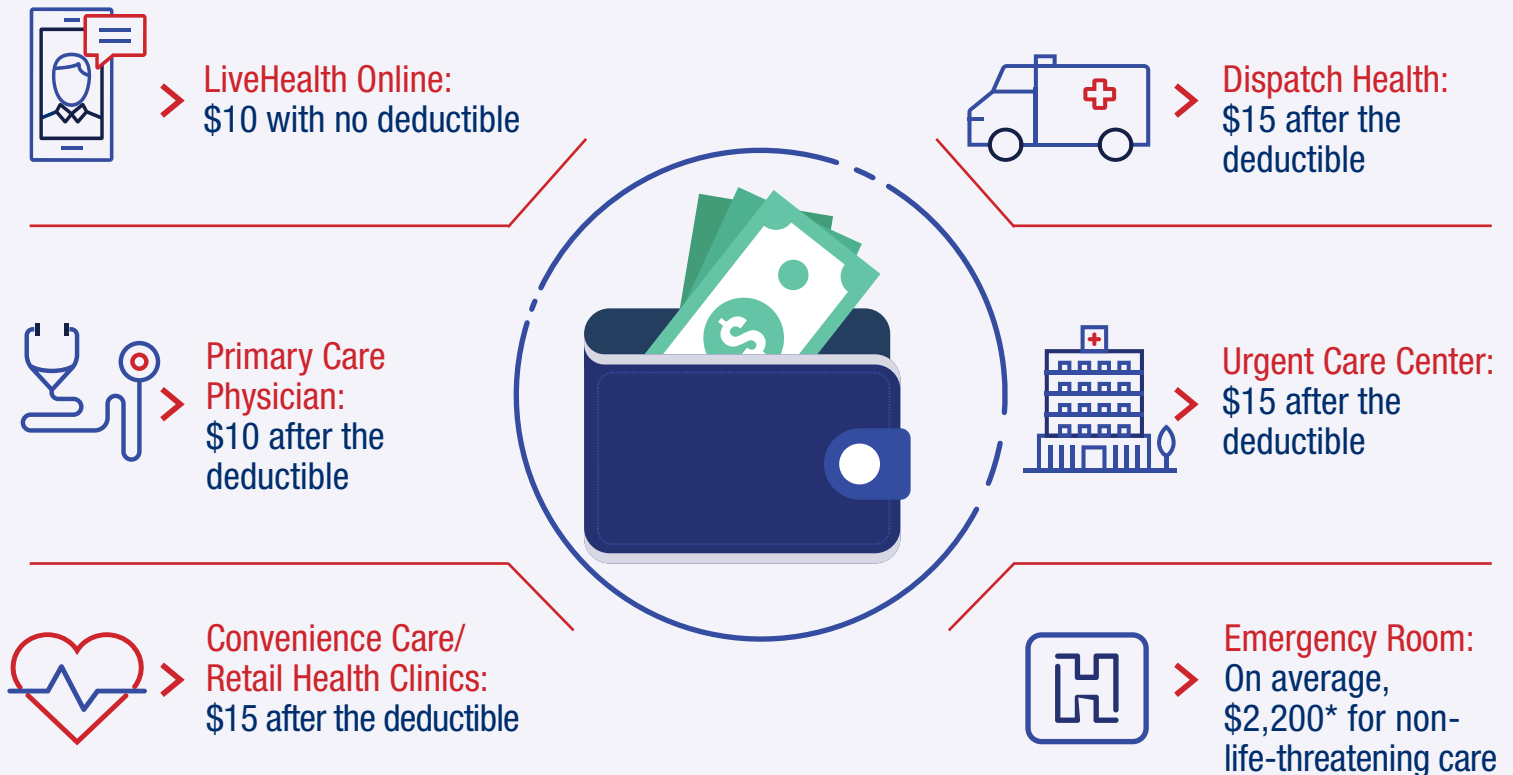 LiveHealth Online:
$10 with no deductible
Primary Care
Physician:
$10 after the
deductible
Convenience Care/
Retail Health Clinics:
$15 after the deductible
$
Dispatch Health:
$15 after the
deductible
Urgent Care Center:
$15 after the
deductible
H
Emergency Room:
On average,
$2,200* for non-
life-threatening care